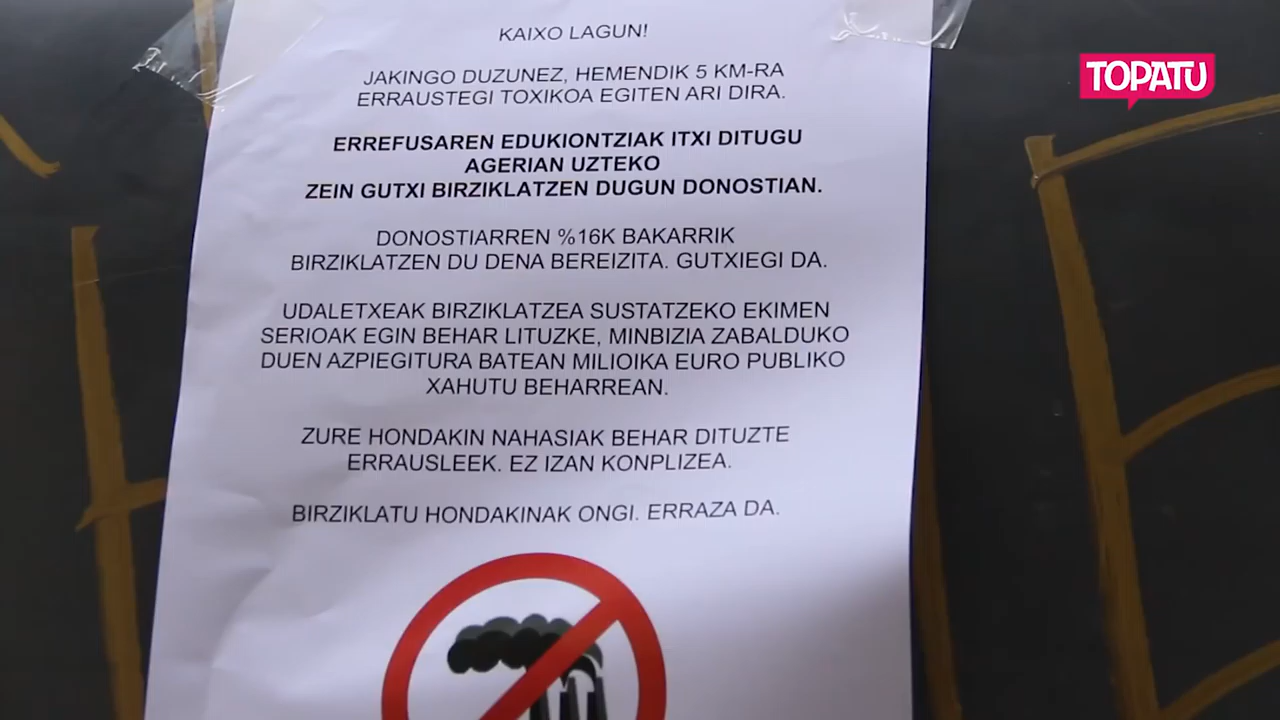 KAIXO LAGUN!
JAKINGO DUZUNEZ, HEMENDIK 5 KM-RA
ERRAUSTEGI TOXIKOA EGITEN ARI DIRA.
ERREFUSAREN EDUKIONTZIAK ITXI DITUGU
AGERIAN UZTEKO
ZEIN GUTXI BIRZIKLATZEN DUGUN DONOSTIAN.
DONOSTIARREN %16K BAKARRIK
BIRZIKLATZEN DU DENA BEREIZITA. GUTXIEGI DA.
UDALETXEAK BIRZIKLATZEA SUSTATZEKO EKIMEN
SERIOAK EGIN BEHAR LITUZKE, MINBIZIA ZABALDUKO
DUEN AZPIEGITURA BATEAN MILIOIKA EURO PUBLIKO
XAHUTU BEHARREAN.
ZURE HONDAKIN NAHASIAK BEHAR DITUZTE
ERRAUSLEEK. EZ IZAN KONPLIZEA.
BIRZIKLATU HONDAKINAK ONGI. ERRAZA DA.
TOPATU